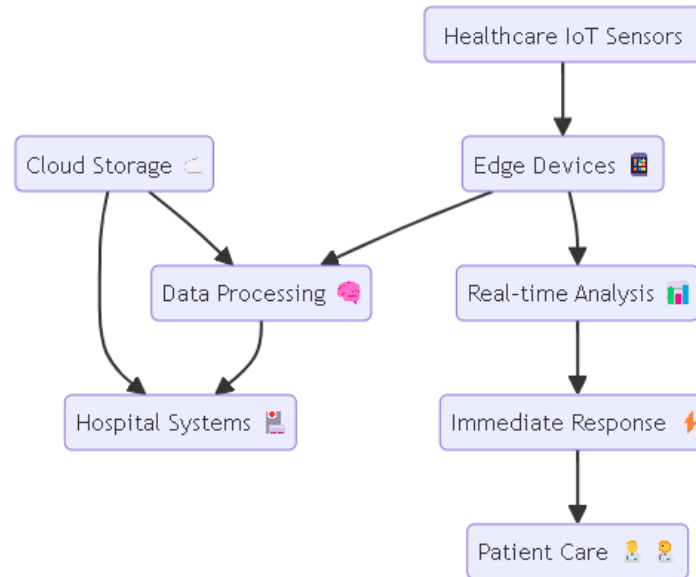 Healthcare IoT Sensors
Cloud Storage ☁️
Edge Devices 🎛️
Data Processing 🧠
Real-time Analysis 📊
Hospital Systems 🏥
Immediate Response ⚡
Patient Care 👨‍⚕️ 👩‍⚕️